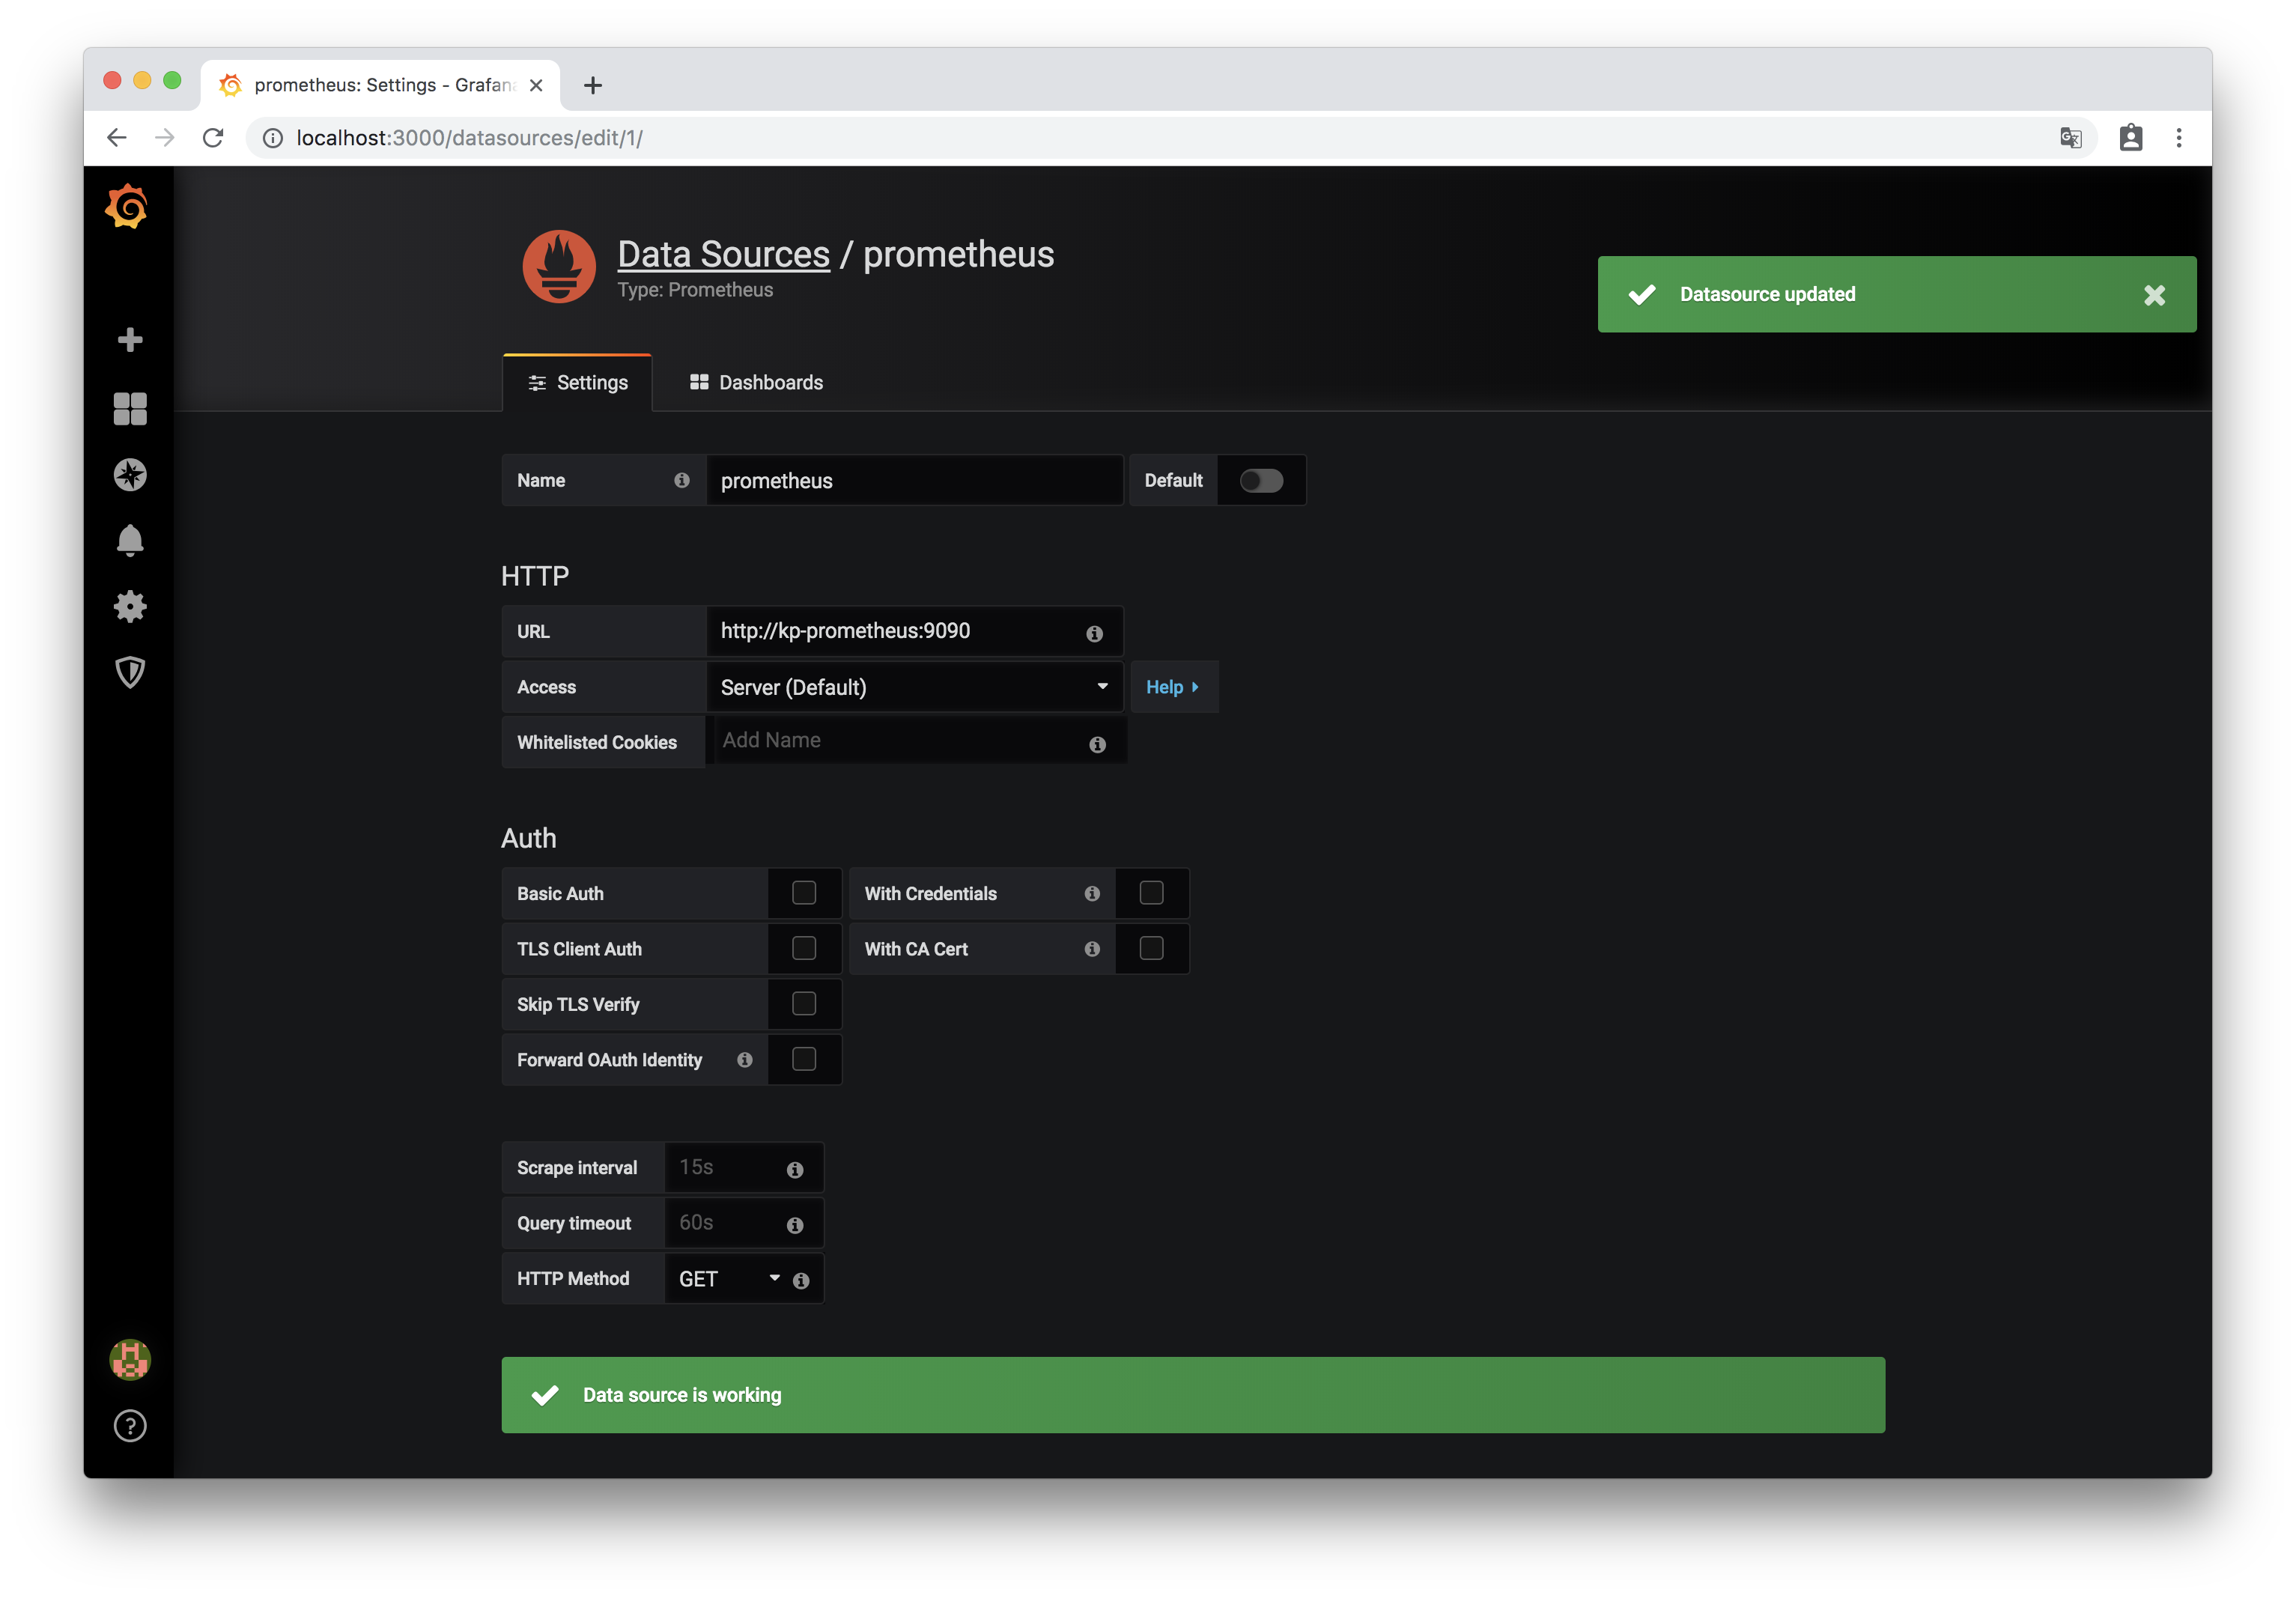 prometheus: Settings - Grafana
localhost:3000/datasources/edit/1/
Data Sources / prometheus
Type: Prometheus
Datasource updated
Settings
Dashboards
Name
prometheus
Default
HTTP
URL
http://kp-prometheus:9090
Access
Server (Default)
Help
Whitelisted Cookies
Add Name
Auth
Basic Auth
With Credentials
TLS Client Auth
With CA Cert
Skip TLS Verify
Forward OAuth Identity
Scrape interval
15s
Query timeout
60s
HTTP Method
GET
Data source is working